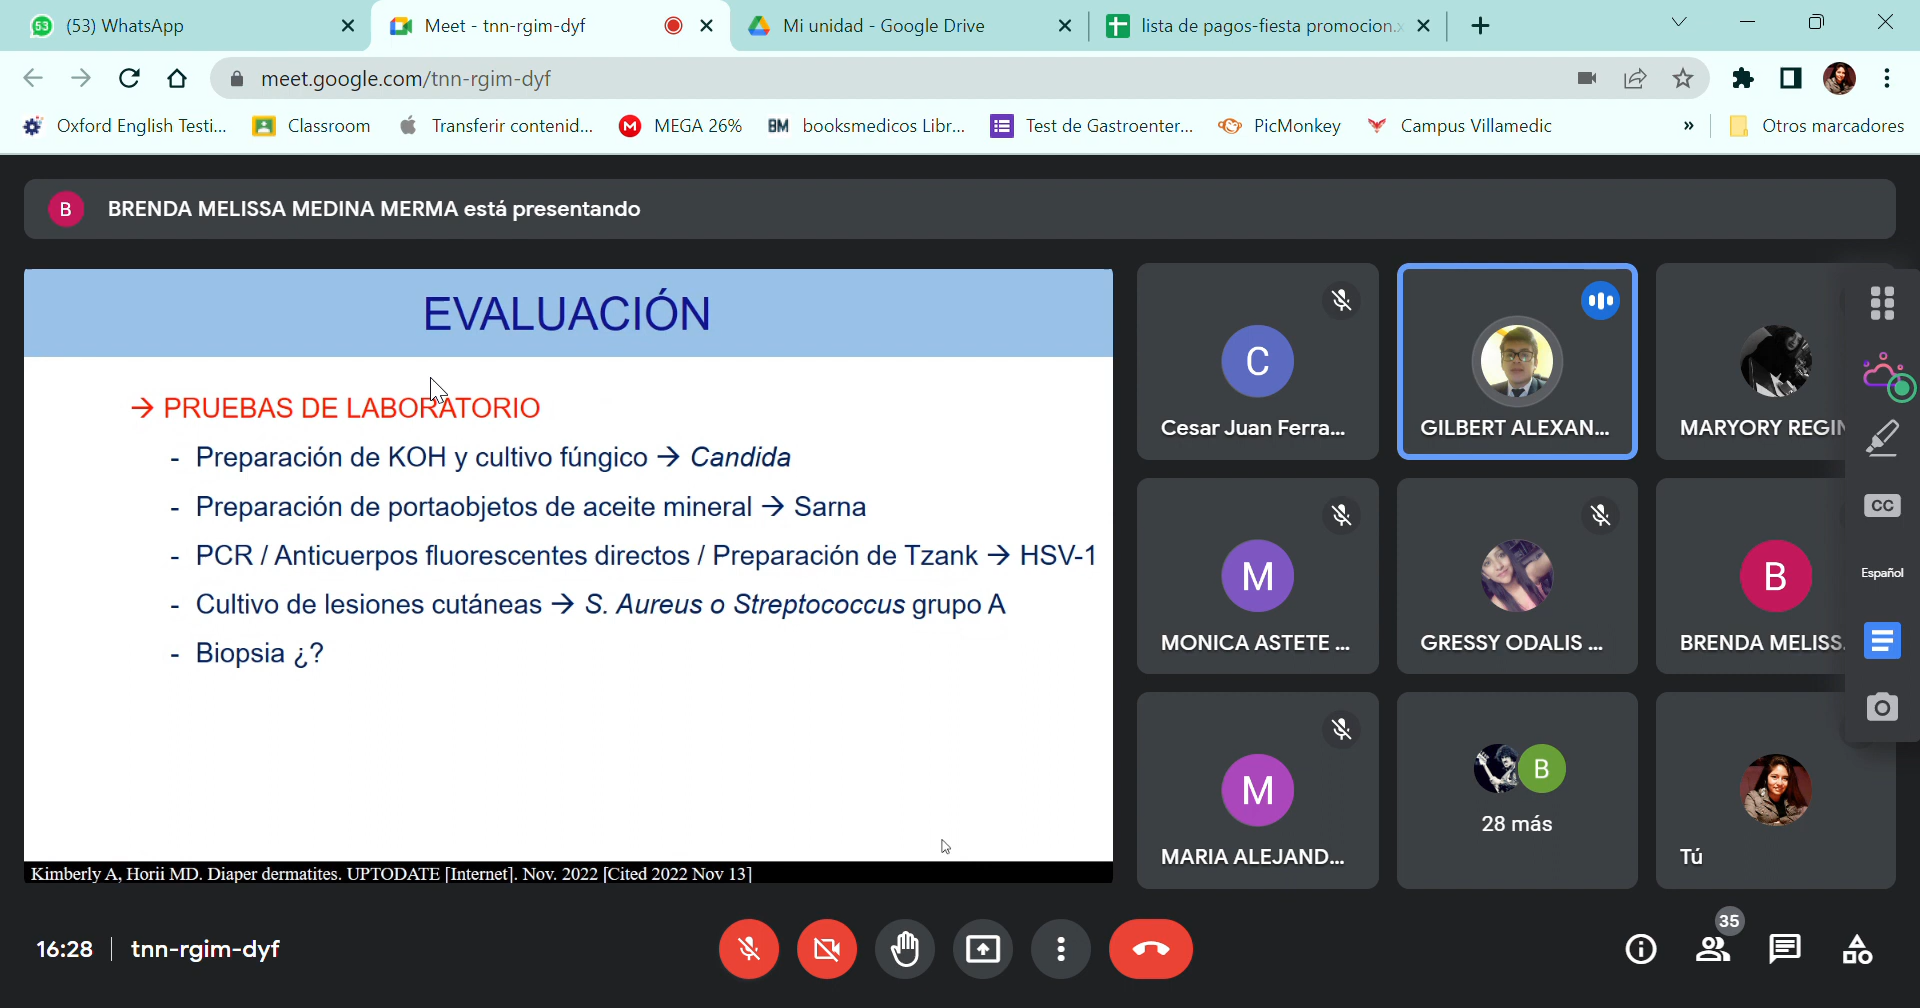 53 (53) WhatsApp
Meet - tnn-rgim-dyf
Mi unidad - Google Drive
lista de pagos-fiesta promocion.x
meet.google.com/tnn-rgim-dyf
Oxford English Testi...
Classroom
Transferir contenid...
M MEGA 26%
BM booksmedicos Libr...
Test de Gastroenter...
PicMonkey
Campus Villamedic
»
Otros marcadores
B BRENDA MELISSA MEDINA MERMA está presentando
EVALUACIÓN
→ PRUEBAS DE LABORATORIO
- Preparación de KOH y cultivo fúngico → Candida
- Preparación de portaobjetos de aceite mineral → Sarna
- PCR / Anticuerpos fluorescentes directos / Preparación de Tzank → HSV-1
- Cultivo de lesiones cutáneas → S. Aureus o Streptococcus grupo A
- Biopsia ¿?
Kimberly A, Horii MD. Diaper dermatites. UPTODATE [Internet]. Nov. 2022 [Cited 2022 Nov 13]
C
Cesar Juan Ferra...
GILBERT ALEXAN...
MARYORY REGIN
M
MONICA ASTETE ...
GRESSY ODALIS ...
B
BRENDA MELISS.
M
MARIA ALEJAND...
B
28 más
Tú
CC
Español
16:28 | tnn-rgim-dyf
35